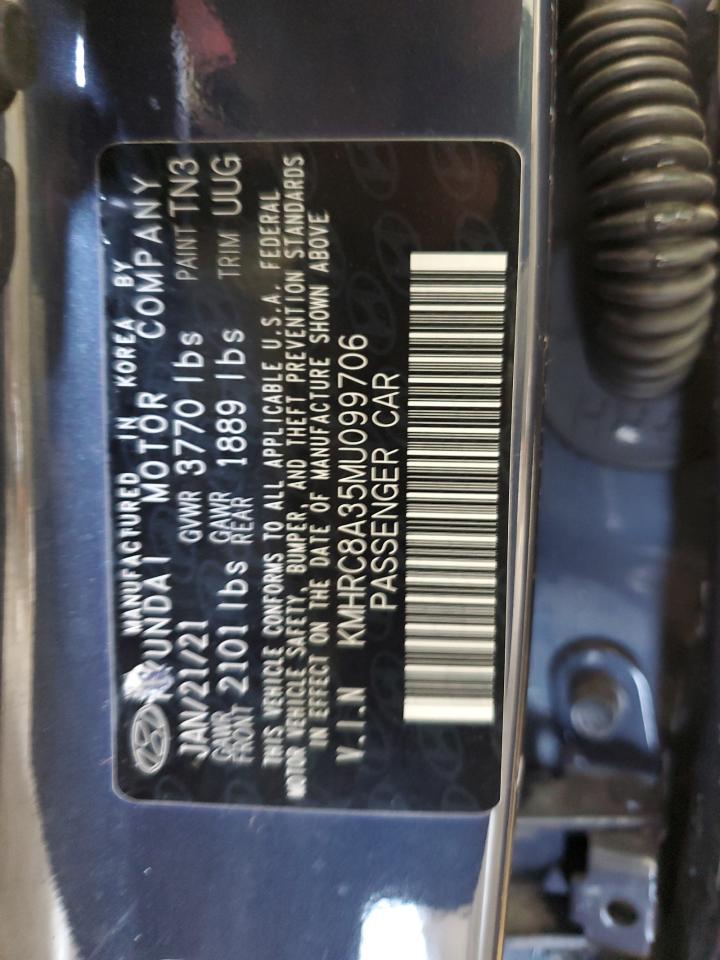 MANUFACTURED IN KOREA BY
HYUNDAI MOTOR COMPANY
JAN/21/21 GVWR 3770 lbs PAINT TN3
GAWR FRONT 2101 lbs GAWR REAR 1889 lbs TRIM UUG
THIS VEHICLE CONFORMS TO ALL APPLICABLE U.S.A. FEDERAL
MOTOR VEHICLE SAFETY, BUMPER, AND THEFT PREVENTION STANDARDS
IN EFFECT ON THE DATE OF MANUFACTURE SHOWN ABOVE
V.I.N KMHRC8A35MU099706
PASSENGER CAR